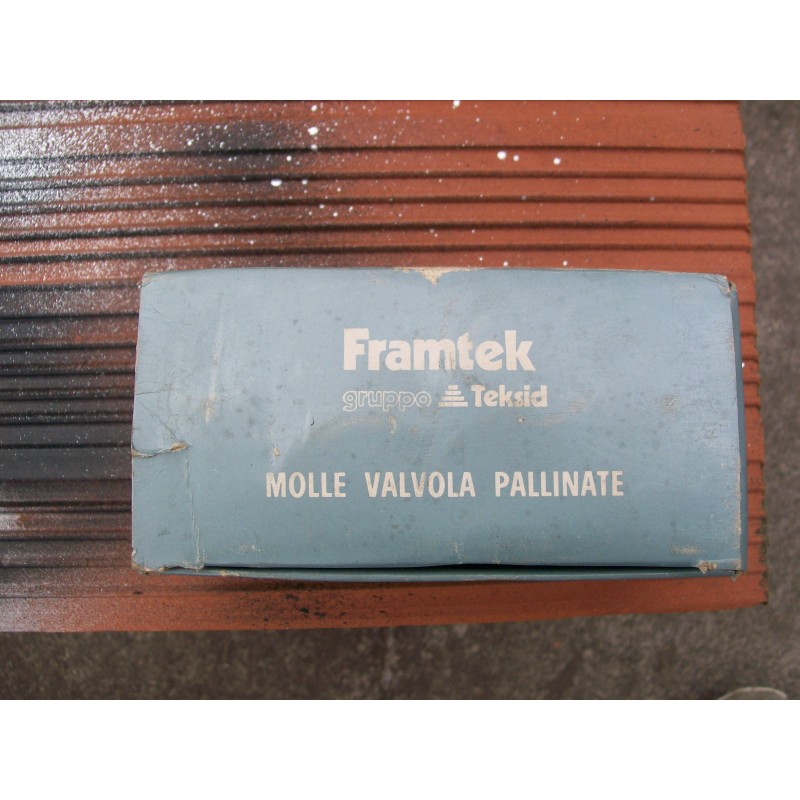 Framtek
gruppo Teksid
MOLLE VALVOLA PALLINATE